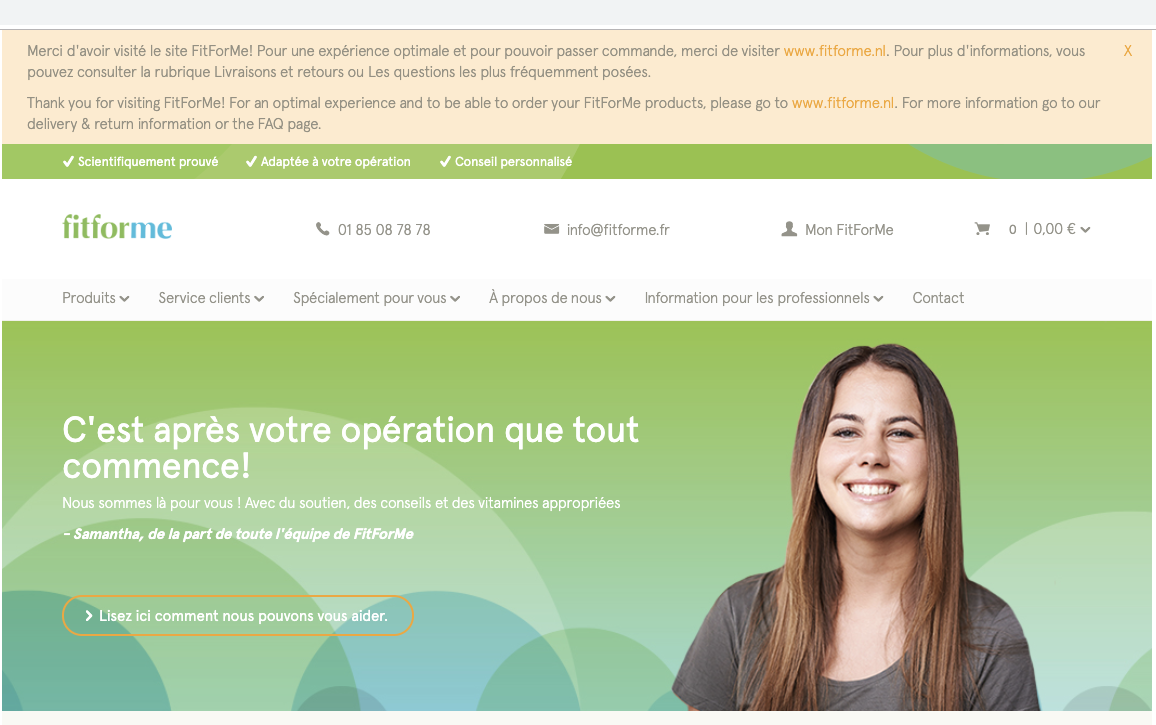 Merci d'avoir visité le site FitForMe! Pour une expérience optimale et pour pouvoir passer commande, merci de visiter www.fitforme.nl. Pour plus d'informations, vous
X
pouvez consulter la rubrique Livraisons et retours ou Les questions les plus fréquemment posées.
Thank you for visiting FitForMe! For an optimal experience and to be able to order your FitForMe products, please go to www.fitforme.nl. For more information go to our
delivery & return information or the FAQ page.
✓ Scientifiquement prouvé ✓ Adaptée à votre opération ✓ Conseil personnalisé
fitforme 01 85 08 78 78 info@fitforme.fr Mon FitForMe 0 | 0,00 €
Produits Service clients Spécialement pour vous À propos de nous Information pour les professionnels Contact
C'est après votre opération que tout
commence!
Nous sommes là pour vous ! Avec du soutien, des conseils et des vitamines appropriées
– Samantha, de la part de toute l'équipe de FitForMe
Lisez ici comment nous pouvons vous aider.